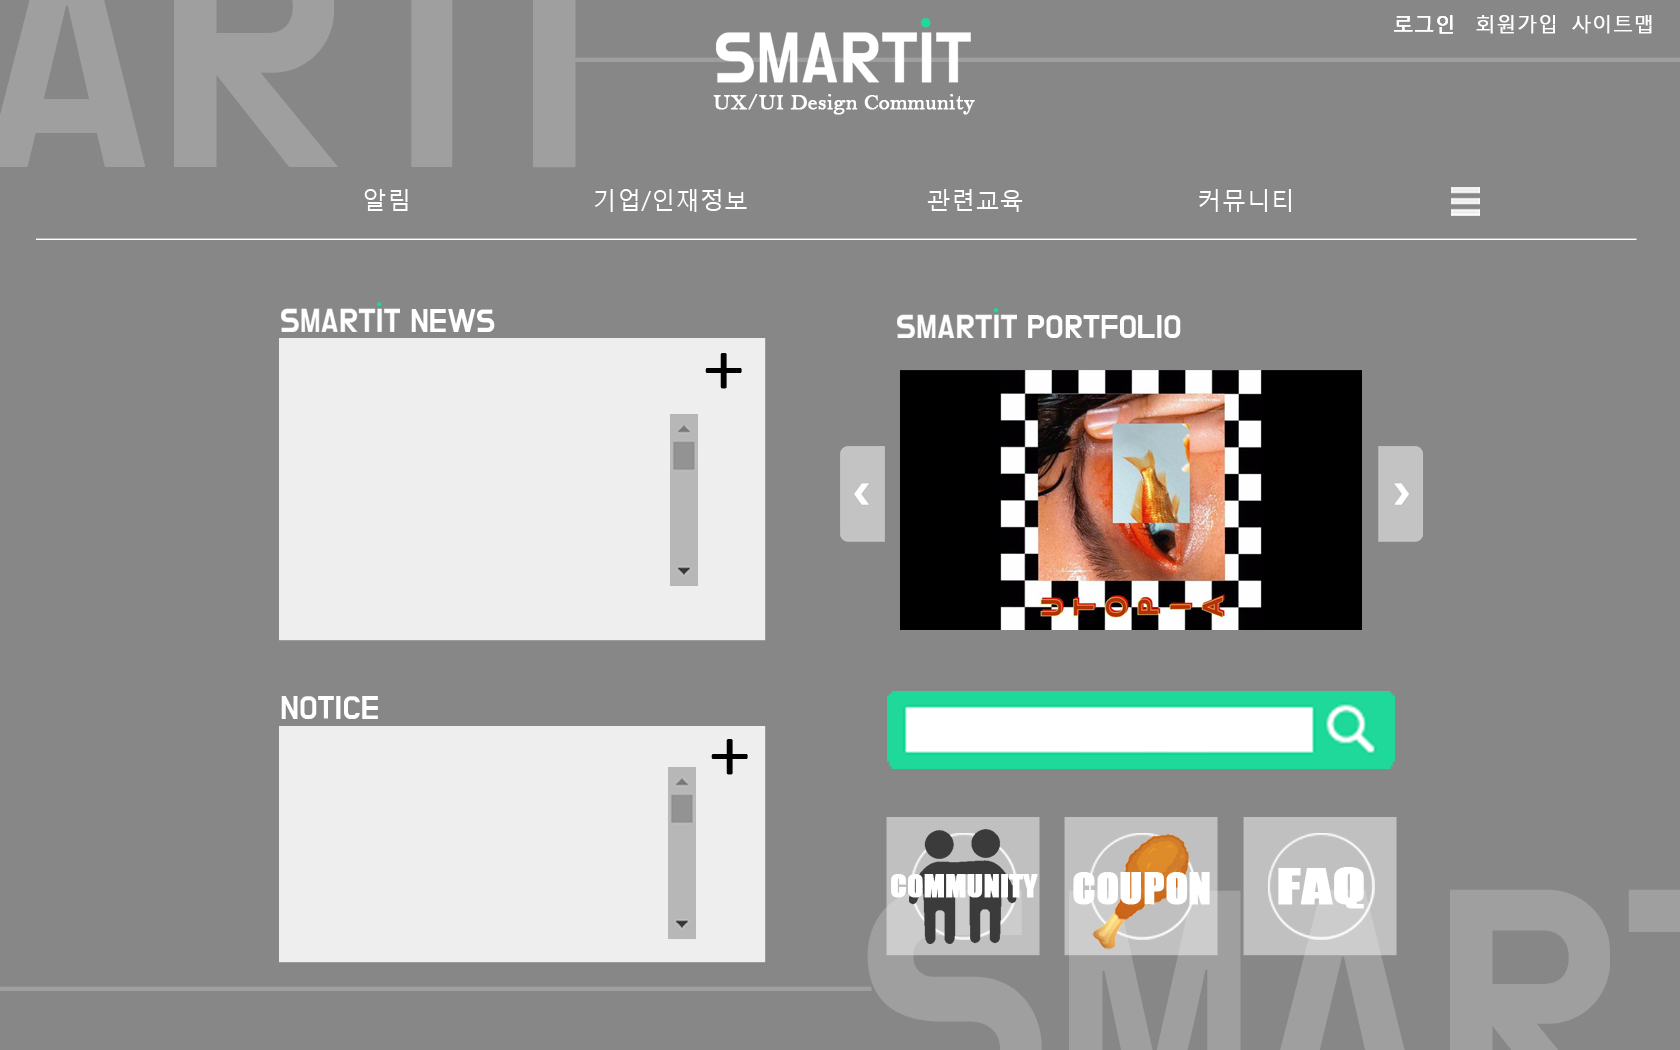 ARTIT
로그인 회원가입 사이트맵
SMARTiT
UX/UI Design Community
알림 기업/인재정보 관련교육 커뮤니티
SMARTiT NEWS
SMARTiT PORTFOLIO
UTOPIA
NOTICE
COMMUNITY COUPON FAQ
SMART